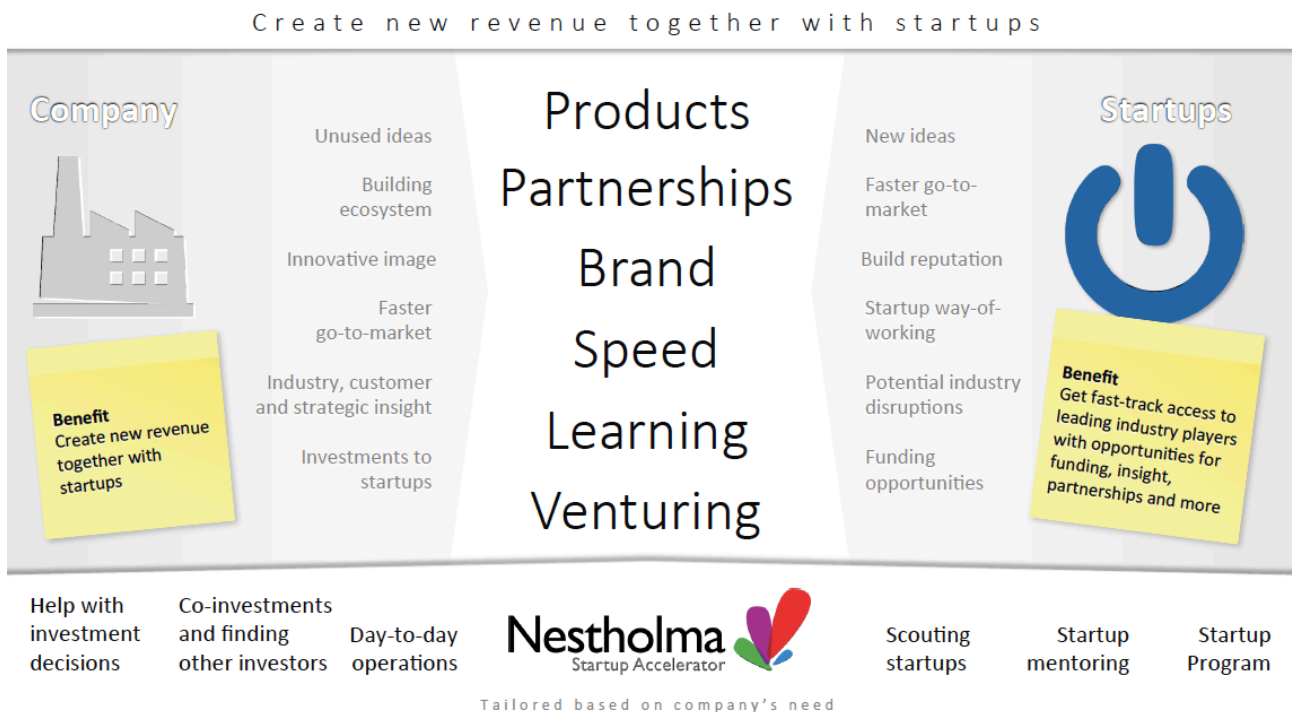 Create new revenue together with startups
Company
Unused ideas
Building
ecosystem
Innovative image
Faster
go-to-market
Industry, customer
and strategic insight
Investments to
startups
Benefit
Create new revenue
together with
startups
Products
Partnerships
Brand
Speed
Learning
Venturing
Startups
New ideas
Faster go-to-
market
Build reputation
Startup way-of-
working
Potential industry
disruptions
Funding
opportunities
Benefit
Get fast-track access to
leading industry players
with opportunities for
funding, insight,
partnerships and more
Help with
investment
decisions
Co-investments
and finding
other investors
Day-to-day
operations
Nestholma
Startup Accelerator
Scouting
startups
Startup
mentoring
Startup
Program
Tailored based on company's need